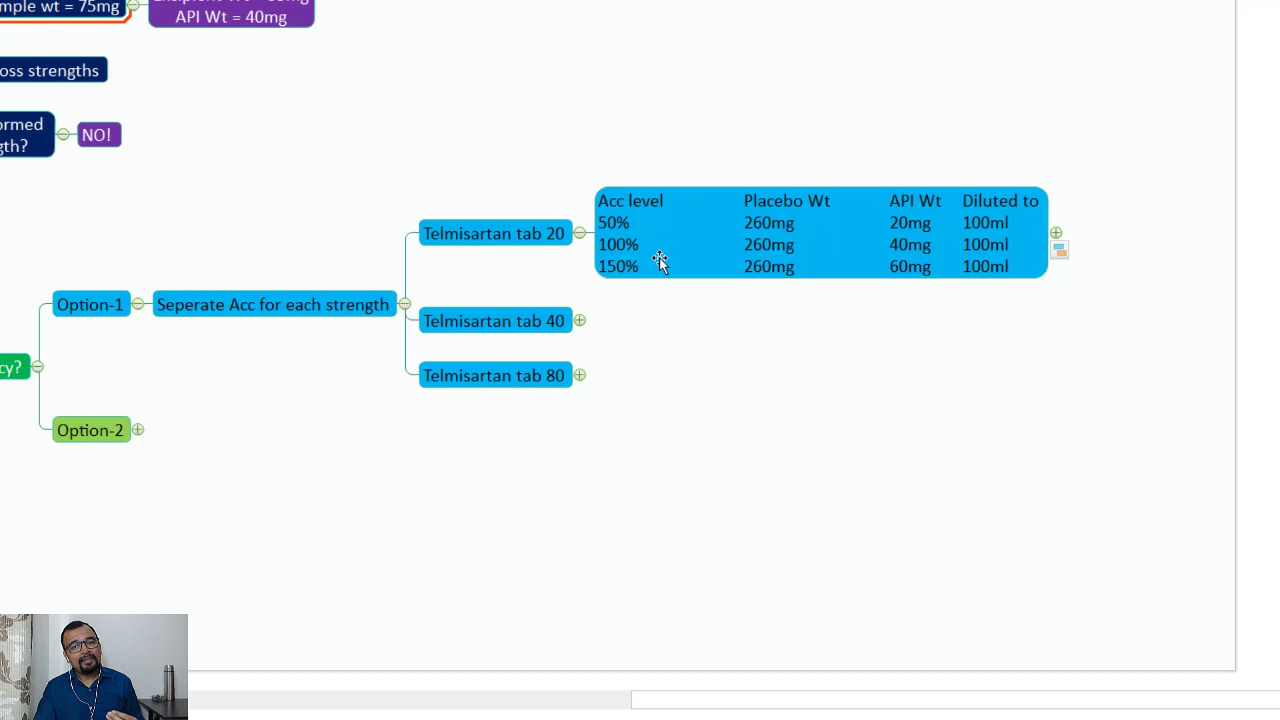 mple wt = 75mg
API Wt = 40mg
oss strengths
ormed
gth?
NO!
Acc level Placebo Wt API Wt Diluted to
50% 260mg 20mg 100ml
100% 260mg 40mg 100ml
150% 260mg 60mg 100ml
Telmisartan tab 20
Option-1
Seperate Acc for each strength
Telmisartan tab 40
cy?
Telmisartan tab 80
Option-2